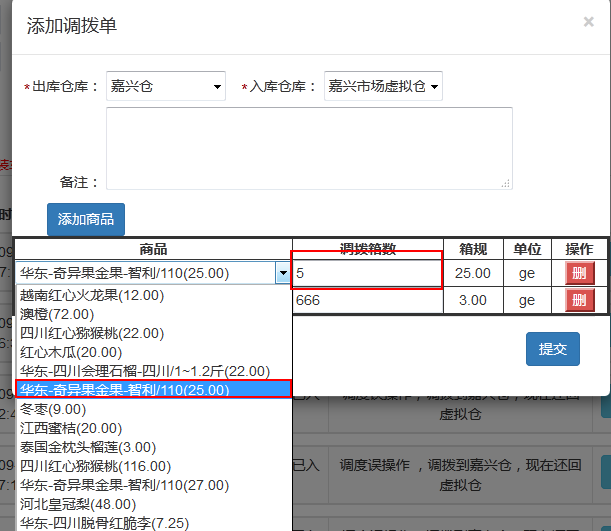 添加调拨单
×
*出库仓库： 嘉兴仓 *入库仓库： 嘉兴市场虚拟仓
备注：
添加商品
商品 调拨箱数 箱规 单位 操作
华东-奇异果金果-智利/110(25.00) 5 25.00 ge 删
666 3.00 ge 删
越南红心火龙果(12.00)
澳橙(72.00)
四川红心猕猴桃(22.00)
红心木瓜(20.00)
华东-四川会理石榴-四川/1~1.2斤(22.00)
华东-奇异果金果-智利/110(25.00)
冬枣(9.00)
江西蜜桔(20.00)
泰国金枕头榴莲(3.00)
四川红心猕猴桃(116.00)
华东-奇异果金果-智利/110(27.00)
河北皇冠梨(48.00)
华东-四川脱骨红脆李(7.25)
提交
调度误操作，调拨到嘉兴仓，现在还回
虚拟仓
已入 调度误操作 ，调拨到嘉兴仓，现在还回
虚拟仓